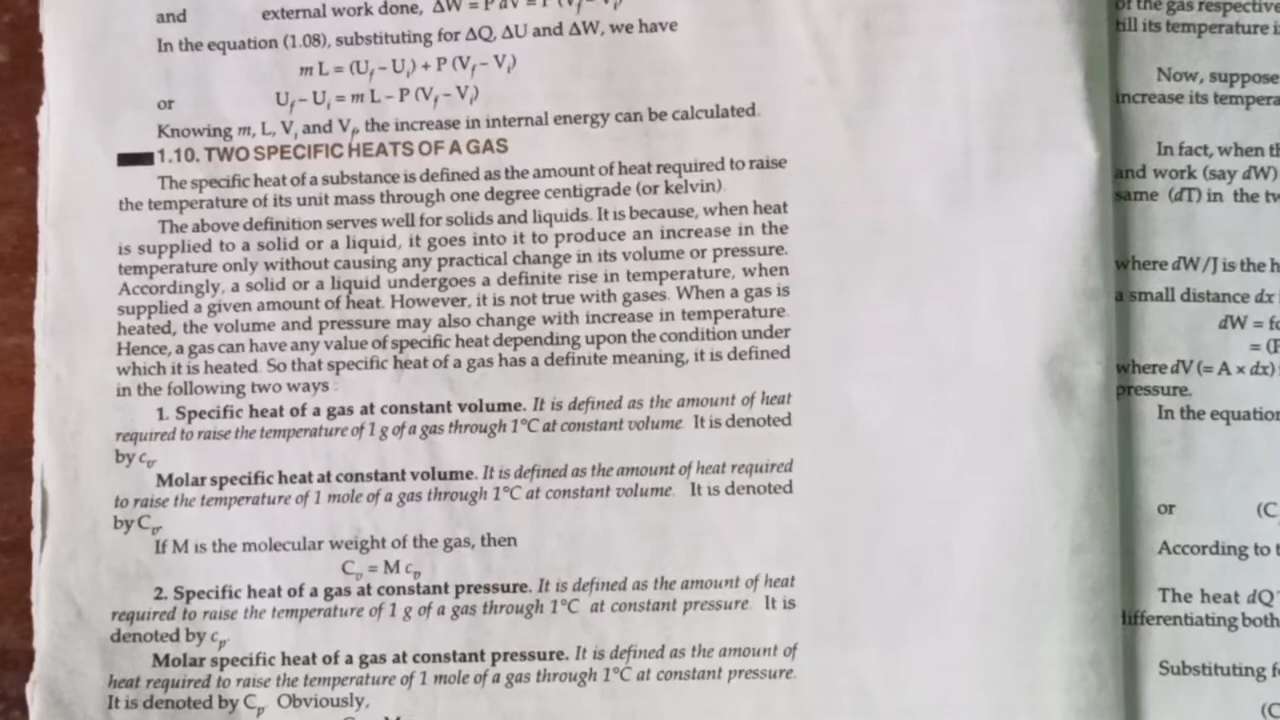 and external work done, ΔW = P dV = P (V_f − V_i)
In the equation (1.08), substituting for ΔQ, ΔU and ΔW, we have
m L = (U_f − U_i) + P (V_f − V_i)
or U_f − U_i = m L − P (V_f − V_i)
Knowing m, L, V_i and V_f, the increase in internal energy can be calculated.
1.10. TWO SPECIFIC HEATS OF A GAS
The specific heat of a substance is defined as the amount of heat required to raise
the temperature of its unit mass through one degree centigrade (or kelvin).
The above definition serves well for solids and liquids. It is because, when heat
is supplied to a solid or a liquid, it goes into it to produce an increase in the
temperature only without causing any practical change in its volume or pressure.
Accordingly, a solid or a liquid undergoes a definite rise in temperature, when
supplied a given amount of heat. However, it is not true with gases. When a gas is
heated, the volume and pressure may also change with increase in temperature.
Hence, a gas can have any value of specific heat depending upon the condition under
which it is heated. So that specific heat of a gas has a definite meaning, it is defined
in the following two ways :
1. Specific heat of a gas at constant volume. It is defined as the amount of heat
required to raise the temperature of 1 g of a gas through 1°C at constant volume. It is denoted
by c_v.
Molar specific heat at constant volume. It is defined as the amount of heat required
to raise the temperature of 1 mole of a gas through 1°C at constant volume. It is denoted
by C_v.
If M is the molecular weight of the gas, then
C_v = M c_v
2. Specific heat of a gas at constant pressure. It is defined as the amount of heat
required to raise the temperature of 1 g of a gas through 1°C at constant pressure. It is
denoted by c_p.
Molar specific heat of a gas at constant pressure. It is defined as the amount of
heat required to raise the temperature of 1 mole of a gas through 1°C at constant pressure.
It is denoted by C_p. Obviously,
of the gas respective
till its temperature
Now, suppose
increase its tempera
In fact, when th
and work (say dW)
same (dT) in the tw
where dW/J is the h
a small distance dx
dW = fo
= (P
where dV (= A × dx)
pressure.
In the equation
or (C
According to t
The heat dQ
differentiating both
Substituting f
(C